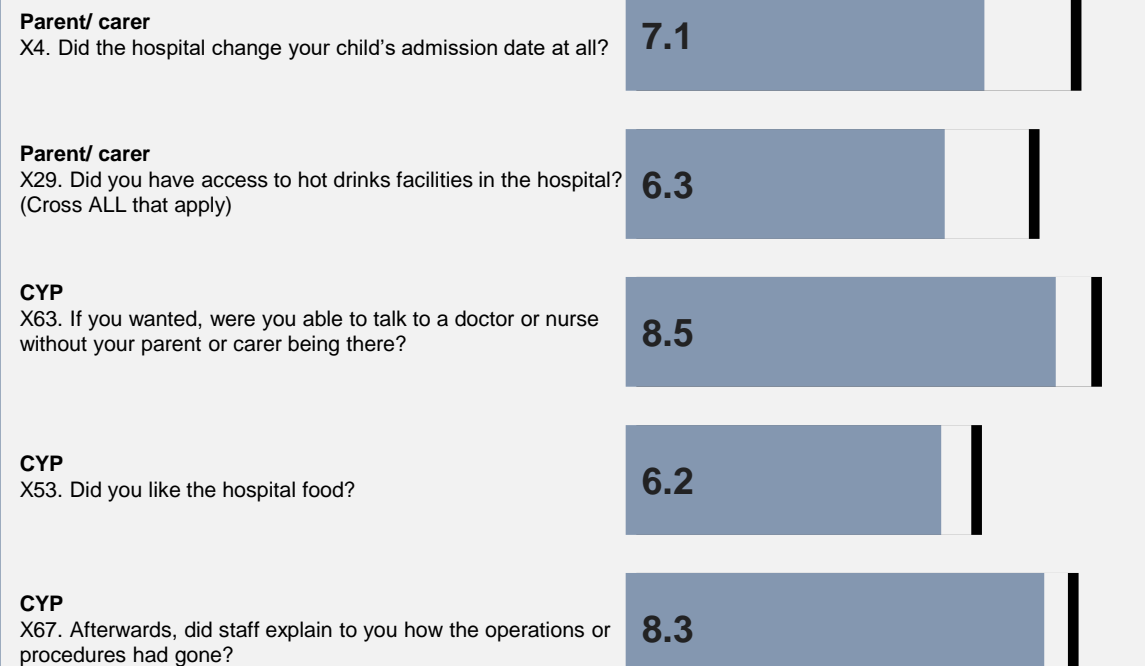 Parent/ carer
X4. Did the hospital change your child's admission date at all?
7.1
Parent/ carer
X29. Did you have access to hot drinks facilities in the hospital?
(Cross ALL that apply)
6.3
CYP
X63. If you wanted, were you able to talk to a doctor or nurse
without your parent or carer being there?
8.5
CYP
X53. Did you like the hospital food?
6.2
CYP
X67. Afterwards, did staff explain to you how the operations or
procedures had gone?
8.3